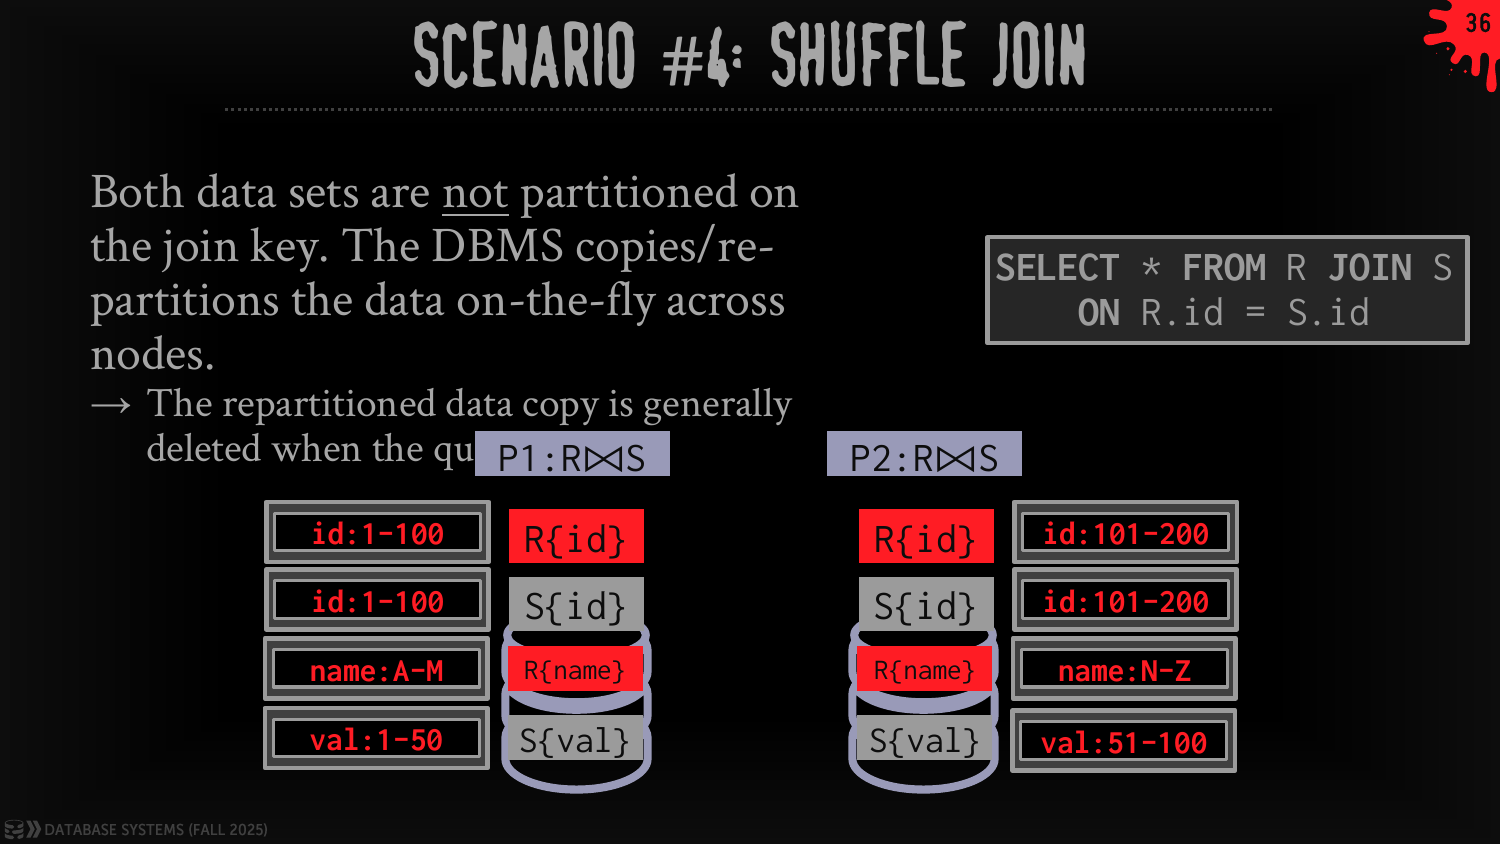 36
SCENARIO #4: SHUFFLE JOIN
Both data sets are not partitioned on
the join key. The DBMS copies/re-
partitions the data on-the-fly across
nodes.
→ The repartitioned data copy is generally
deleted when the
SELECT * FROM R JOIN S
ON R.id = S.id
P1:R⋈S
P2:R⋈S
id:1-100
R{id}
R{id}
id:101-200
id:1-100
S{id}
S{id}
id:101-200
name:A-M
R{name}
R{name}
name:N-Z
val:1-50
S{val}
S{val}
val:51-100
DATABASE SYSTEMS (FALL 2025)